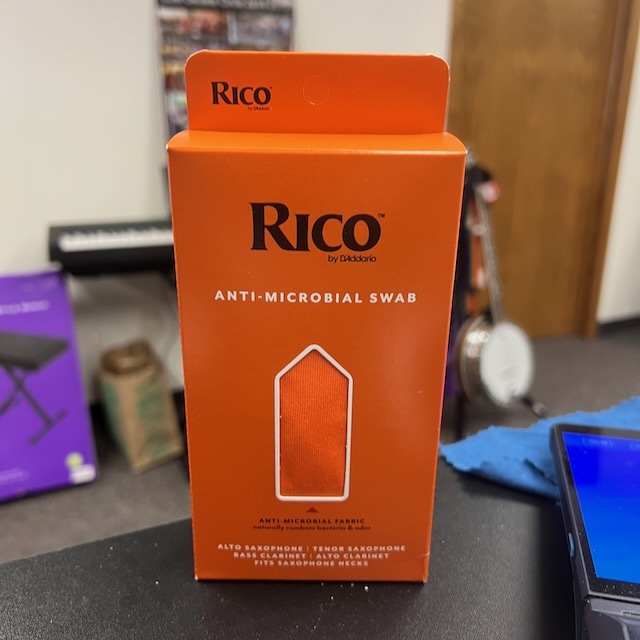 RICO
by D'Addario
RICO™
by D'Addario
ANTI-MICROBIAL SWAB
ANTI-MICROBIAL FABRIC
naturally combats bacteria & odor
ALTO SAXOPHONE | TENOR SAXOPHONE
BASS CLARINET | ALTO CLARINET
FITS SAXOPHONE NECKS